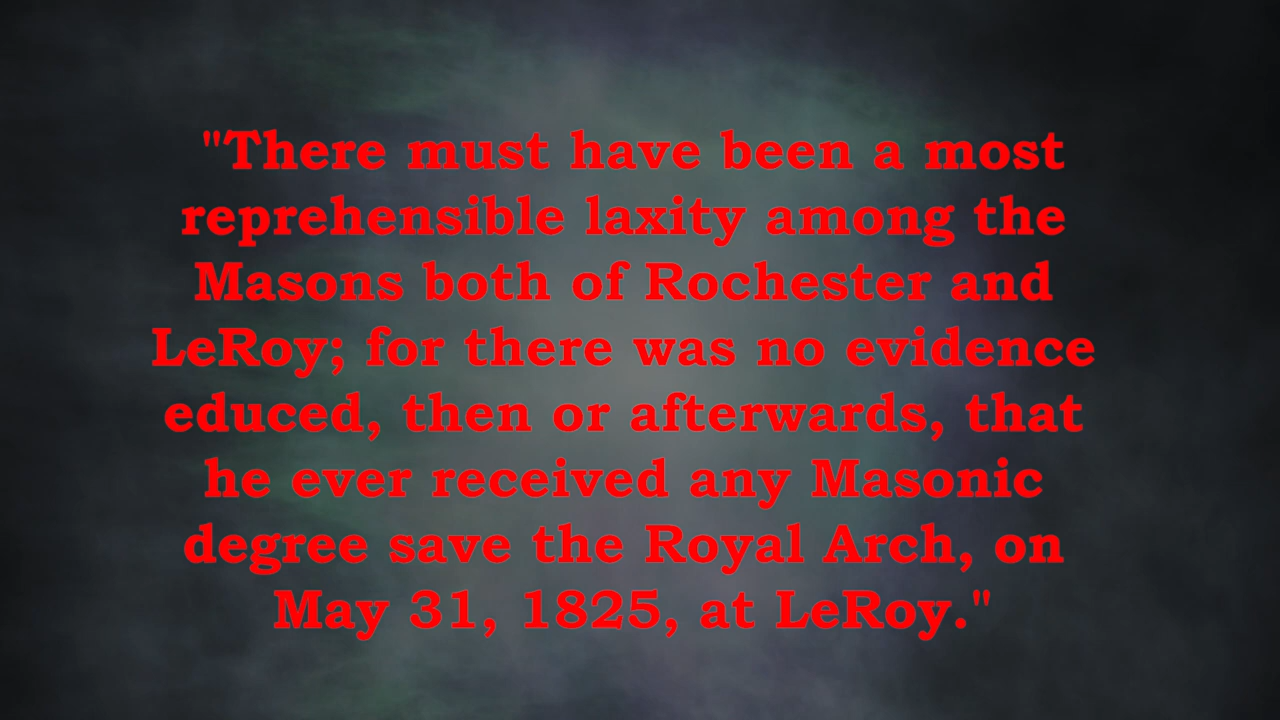 "There must have been a most
reprehensible laxity among the
Masons both of Rochester and
LeRoy; for there was no evidence
educed, then or afterwards, that
he ever received any Masonic
degree save the Royal Arch, on
May 31, 1825, at LeRoy."